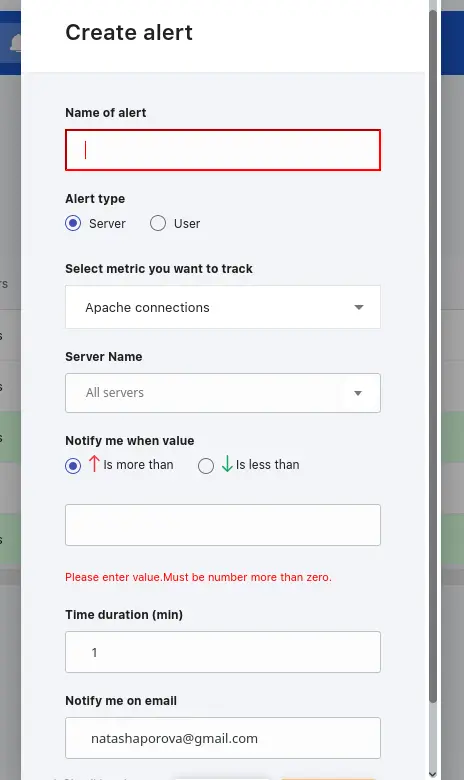 Create alert
Name of alert
Alert type
Server User
Select metric you want to track
Apache connections
Server Name
All servers
Notify me when value
Is more than Is less than
Please enter value.Must be number more than zero.
Time duration (min)
1
Notify me on email
natashaporova@gmail.com